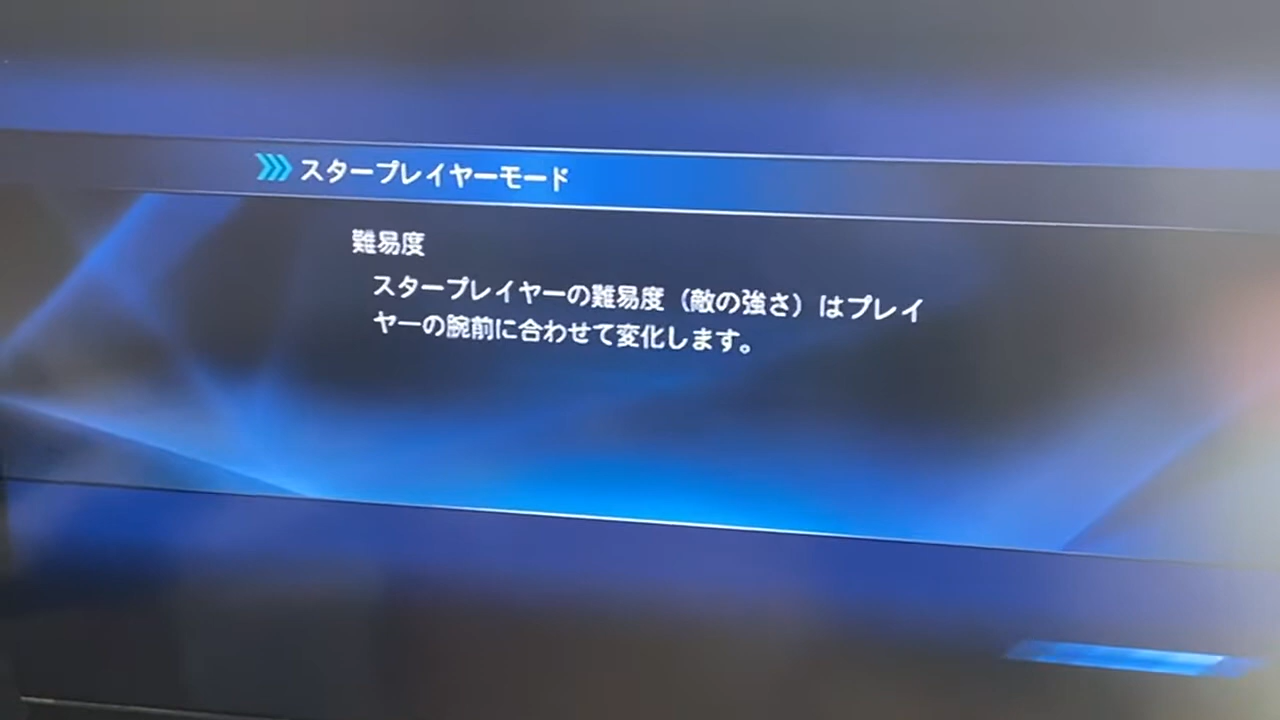 スタープレイヤーモード
難易度
スタープレイヤーの難易度（敵の強さ）はプレイ
ヤーの腕前に合わせて変化します。